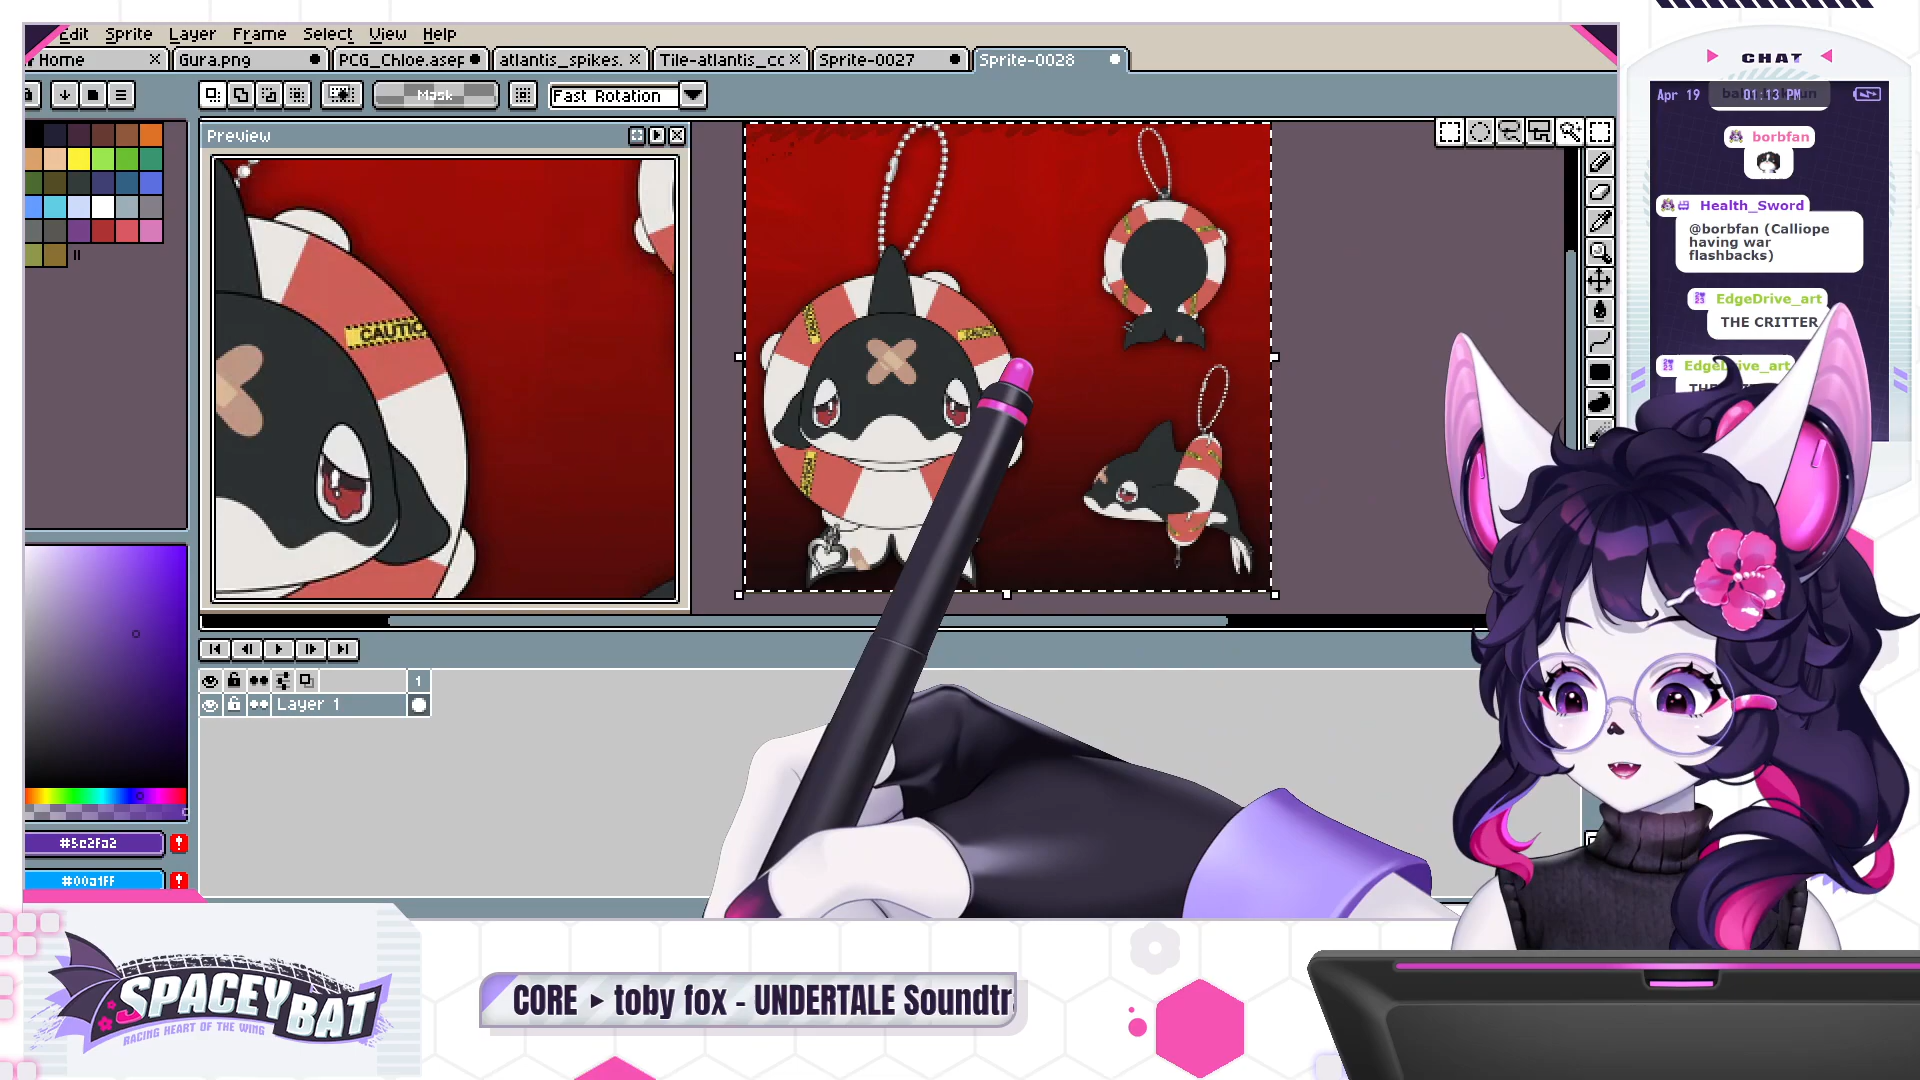 Edit Sprite Layer Frame Select View Help
Home
Gura.png
PCG_Chloe.asep
atlantis_spikes.
Tile-atlantis_cc
Sprite-0027
Sprite-0028
Mask
Fast Rotation
Preview
CAUTIO
1
Layer 1
#5c2fa2
#00a1FF
CHAT
Apr 19 01:13 PM
borbfan
Health_Sword
@borbfan (Calliope
having war
flashbacks)
EdgeDrive_art
THE CRITTER
SPACEYBAT
RACING HEART OF THE WING
CORE ▸ toby fox - UNDERTALE Soundtr